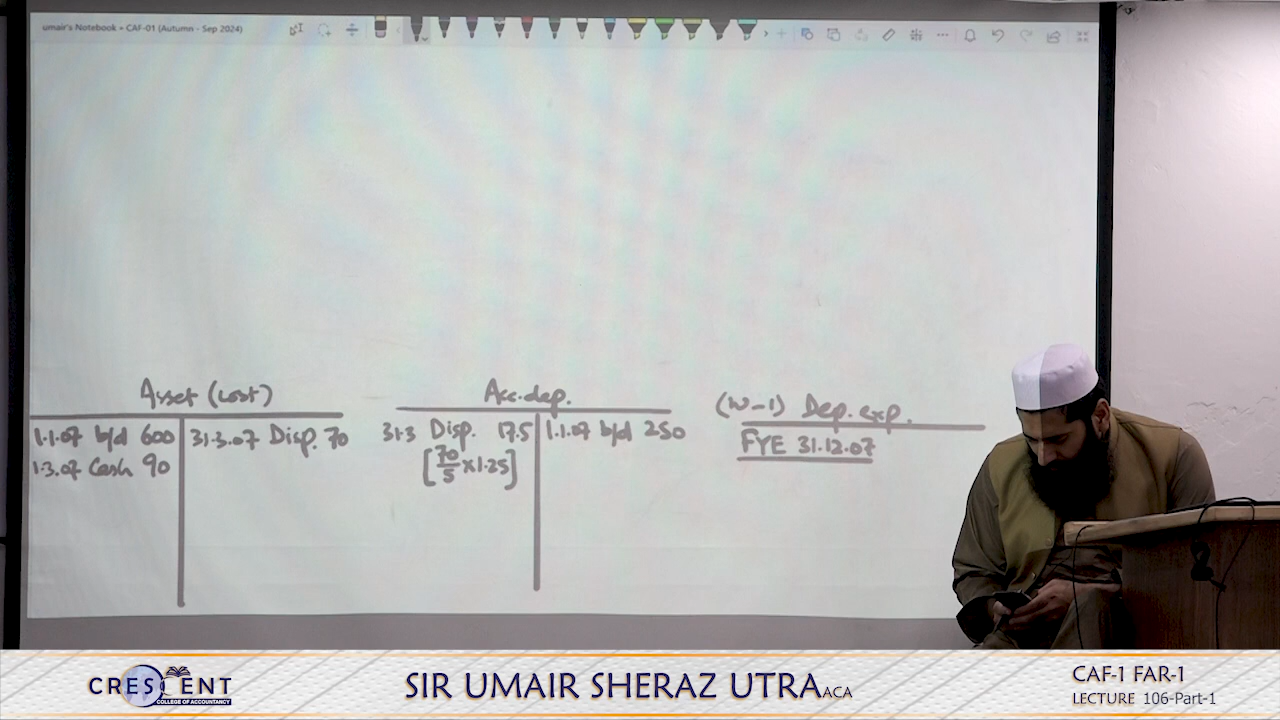 umair's Notebook » CAF-01 (Autumn - Sep 2024)
Asset (Cost)
1.1.07 b/d 600
31.3.07 Disp. 70
1.3.07 Cash 90
Acc.dep.
31.3 Disp. 17.5
1.1.07 b/d 250
[70/5 x 1.25]
(W-1) Dep. exp.
FYE 31.12.07
CRESCENT
COLLEGE OF ACCOUNTANCY
SIR UMAIR SHERAZ UTRA ACA
CAF-1 FAR-1
LECTURE 106-Part-1